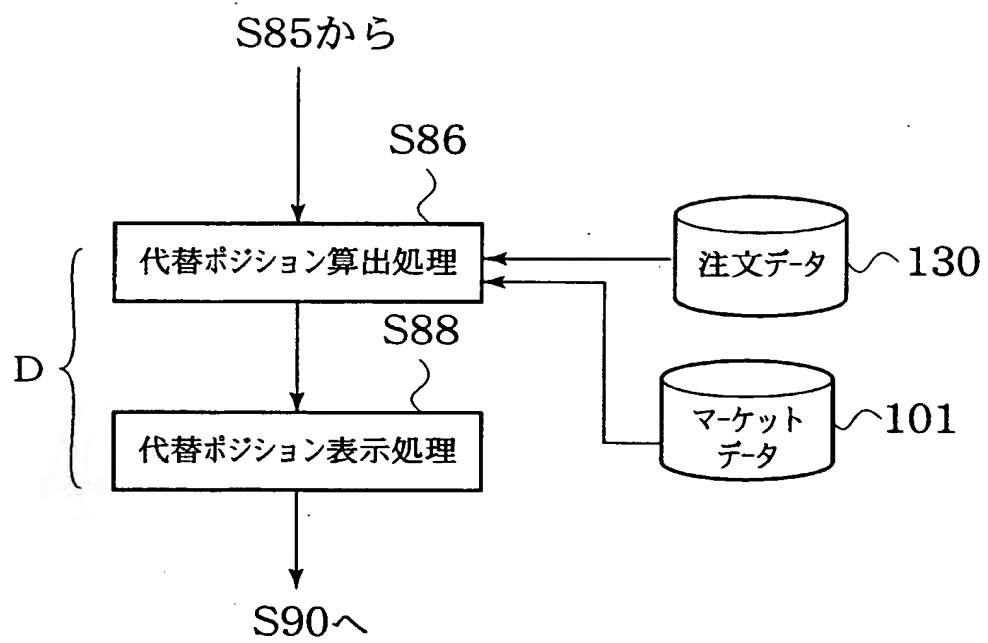 S85から
S86
代替ポジション算出処理
注文データ
130
S88
D
マーケット
データ
101
代替ポジション表示処理
S90へ